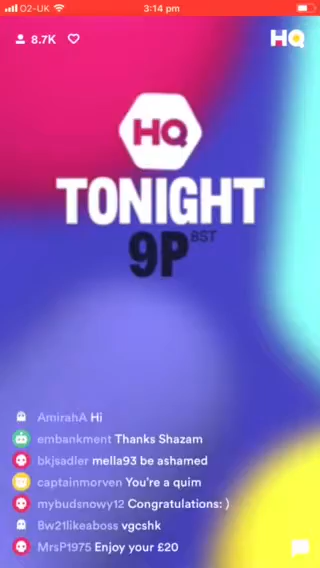 O2-UK 3:14 pm
8.7K HQ
HQ
TONIGHT
9P BST
AmirahA Hi
embankment Thanks Shazam
bkjsadler mella93 be ashamed
captainmorven You're a quim
mybudsnowy12 Congratulations: )
Bw21likeaboss vgcshk
MrsP1975 Enjoy your £20